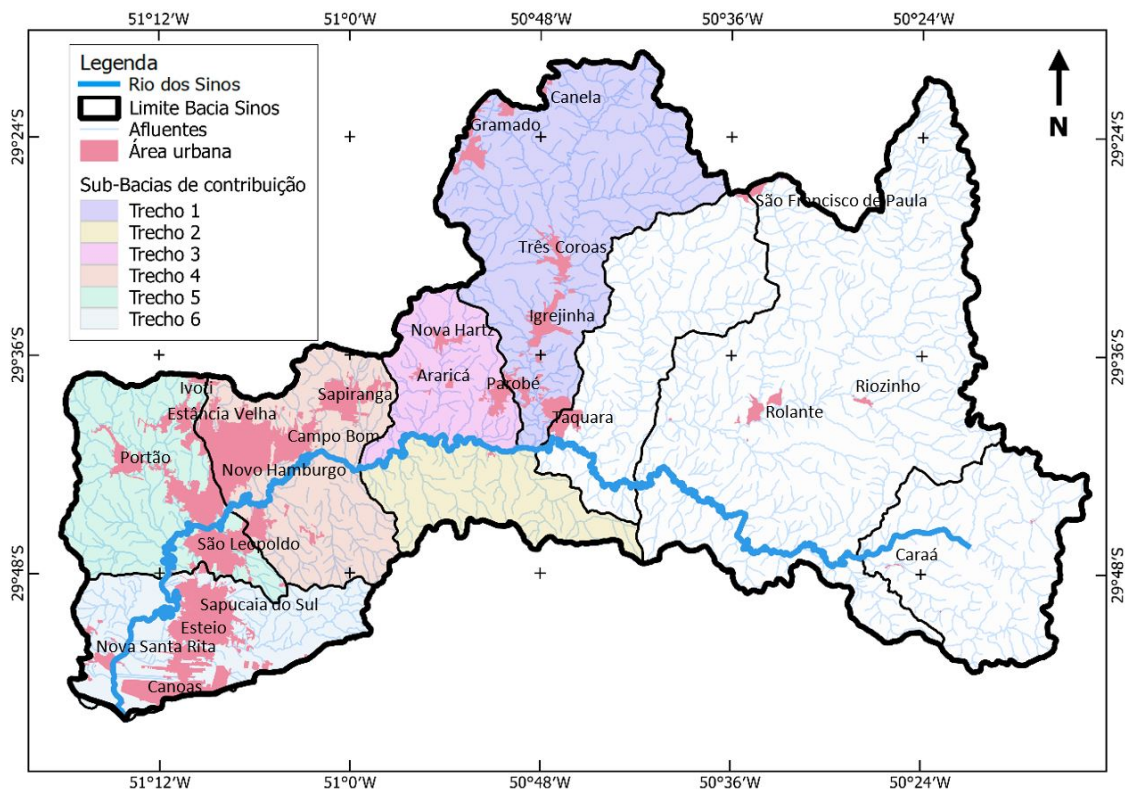 51°12'W
51°0'W
50°48'W
50°36'W
50°24'W
Legenda
Rio dos Sinos
Limite Bacia Sinos
Afluentes
Área urbana
Sub-Bacias de contribuição
Trecho 1
Trecho 2
Trecho 3
Trecho 4
Trecho 5
Trecho 6
N
29°24'S
29°24'S
Canela
Gramado
São Francisco de Paula
Três Coroas
Igrejinha
Nova Hartz
29°36'S
29°36'S
Araricá
Parobé
Taquara
Riozinho
Rolante
Ivoti
Sapiranga
Estância Velha
Campo Bom
Portão
Novo Hamburgo
São Leopoldo
Caraá
29°48'S
29°48'S
Sapucaia do Sul
Esteio
Nova Santa Rita
Canoas
51°12'W
51°0'W
50°48'W
50°36'W
50°24'W